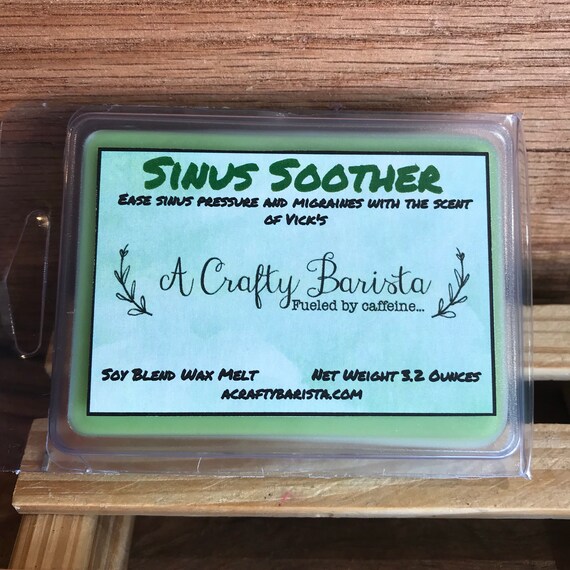 Sinus Soother
Ease sinus pressure and migraines with the scent
of Vick's
A Crafty Barista
Fueled by caffeine...
Soy Blend Wax Melt Net Weight 3.2 Ounces
acraftybarista.com